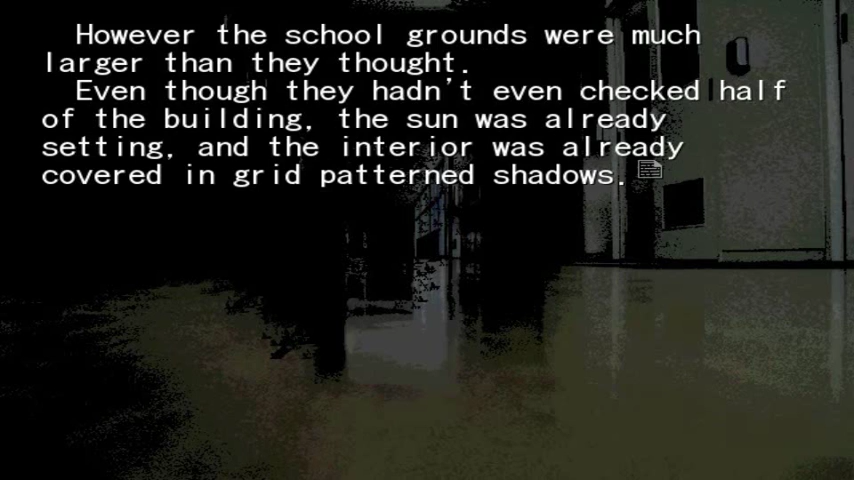 However the school grounds were much
larger than they thought.
Even though they hadn't even checked half
of the building, the sun was already
setting, and the interior was already
covered in grid patterned shadows.